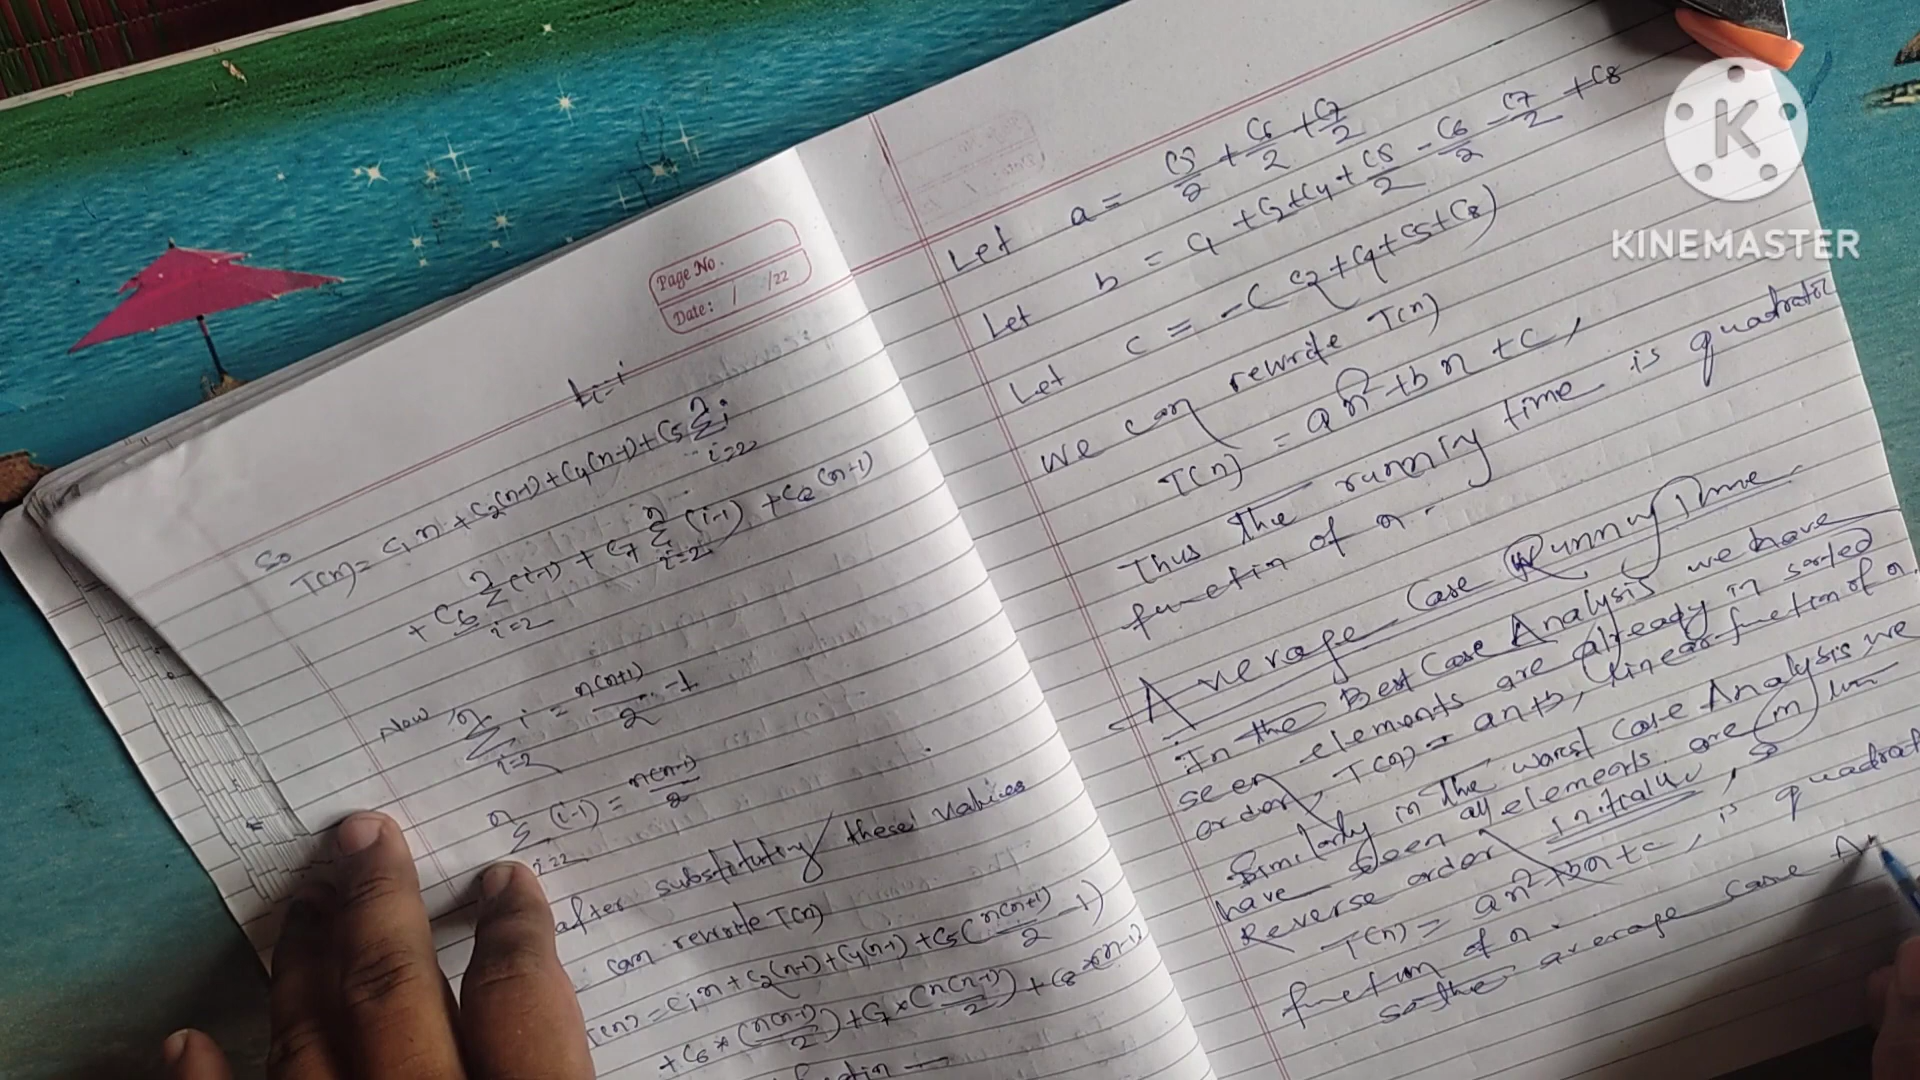 Page No.
Date: / /22
ti=i
So
T(n) = c1 n + c2(n-1) + c4(n-1) + c5 Σ i
i=2
+ c6 Σ (i-1) + c7 Σ (i-1) + c8 (n-1)
i=2 i=2
Now Σ i = n(n+1)/2 - 1
i=2
Σ (i-1) = n(n-1)/2
i=2
after substituting these values
can rewrite T(n)
T(n) = c1n + c2(n-1) + c4(n-1) + c5 (n(n+1)/2 - 1)
+ c6 * (n(n-1)/2) + c7 * (n(n-1)/2) + c8 * (n-1)
Let a = c5/2 + c6/2 + c7/2
Let b = c1 + c2 + c4 + c5/2 - c6/2 - c7/2 + c8
Let c = -(c2 + c4 + c5 + c8)
we can rewrite T(n)
T(n) = an² + bn + c,
Thus the running time is quadratic
function of n.
Average Case Running Time
In the Best Case Analysis we have
seen elements are already in sorted
order, T(n) = an+b, linear function of n.
Similarly in the worst Case Analysis we
have seen all elements are in
Reverse order initially, so
T(n) = an² + bn + c, is quadrat
function of n.
so the average case A
KINEMASTER